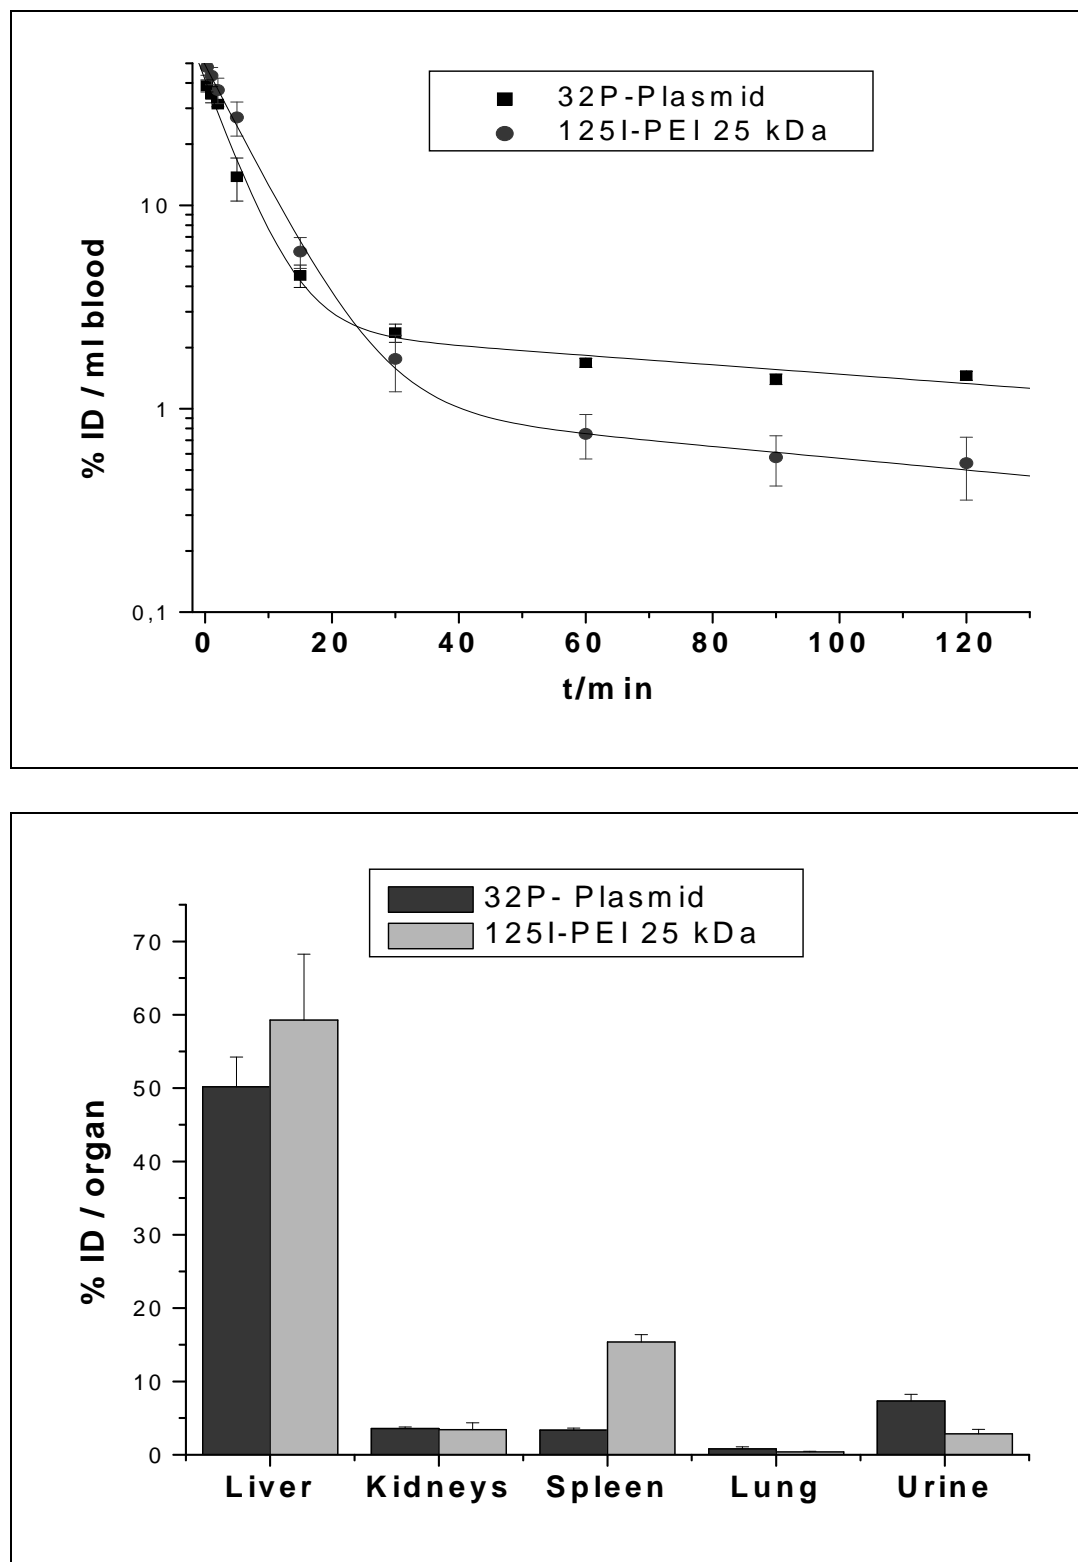 32P-Plasmid
125I-PEI 25 kDa
% ID / ml blood
10
1
0,1
0 20 40 60 80 100 120
t/min
32P- Plasmid
125I-PEI 25 kDa
% ID / organ
70
60
50
40
30
20
10
0
Liver Kidneys Spleen Lung Urine